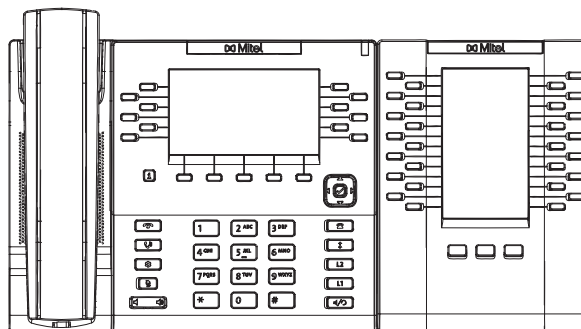 Mitel
Mitel
1
2 ABC
3 DEF
4 GHI
5 JKL
6 MNO
L2
7 PQRS
8 TUV
9 WXYZ
L1
*
0
#